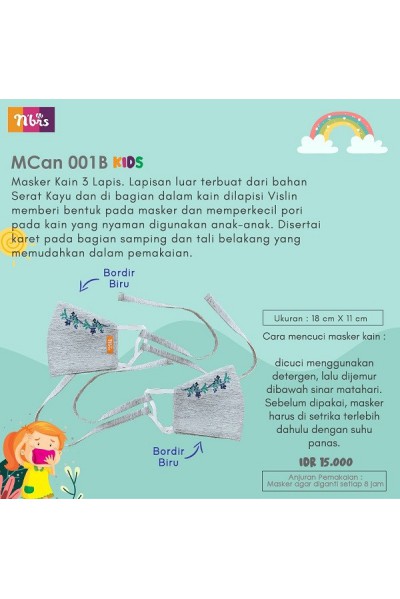 Nbrs
MCan 001B KIDS
Masker Kain 3 Lapis. Lapisan luar terbuat dari bahan
Serat Kayu dan di bagian dalam kain dilapisi Vislin
memberi bentuk pada masker dan memperkecil pori
pada kain yang nyaman digunakan anak-anak. Disertai
karet pada bagian samping dan tali belakang yang
memudahkan dalam pemakaian.
Bordir
Biru
Ukuran : 18 cm X 11 cm
Cara mencuci masker kain :
dicuci menggunakan
detergen, lalu dijemur
dibawah sinar matahari.
Sebelum dipakai, masker
harus di setrika terlebih
dahulu dengan suhu
panas.
Bordir
Biru
IDR 15.000
Anjuran Pemakaian :
Masker agar diganti setiap 8 jam